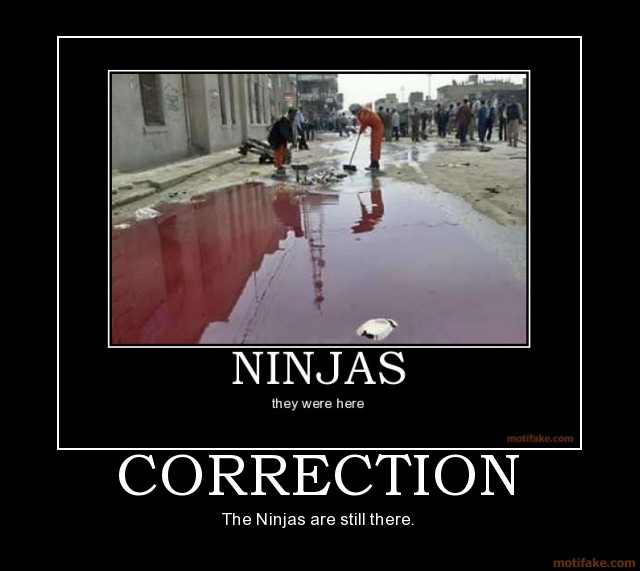 NINJAS
they were here
motifake.com
CORRECTION
The Ninjas are still there.
motifake.com